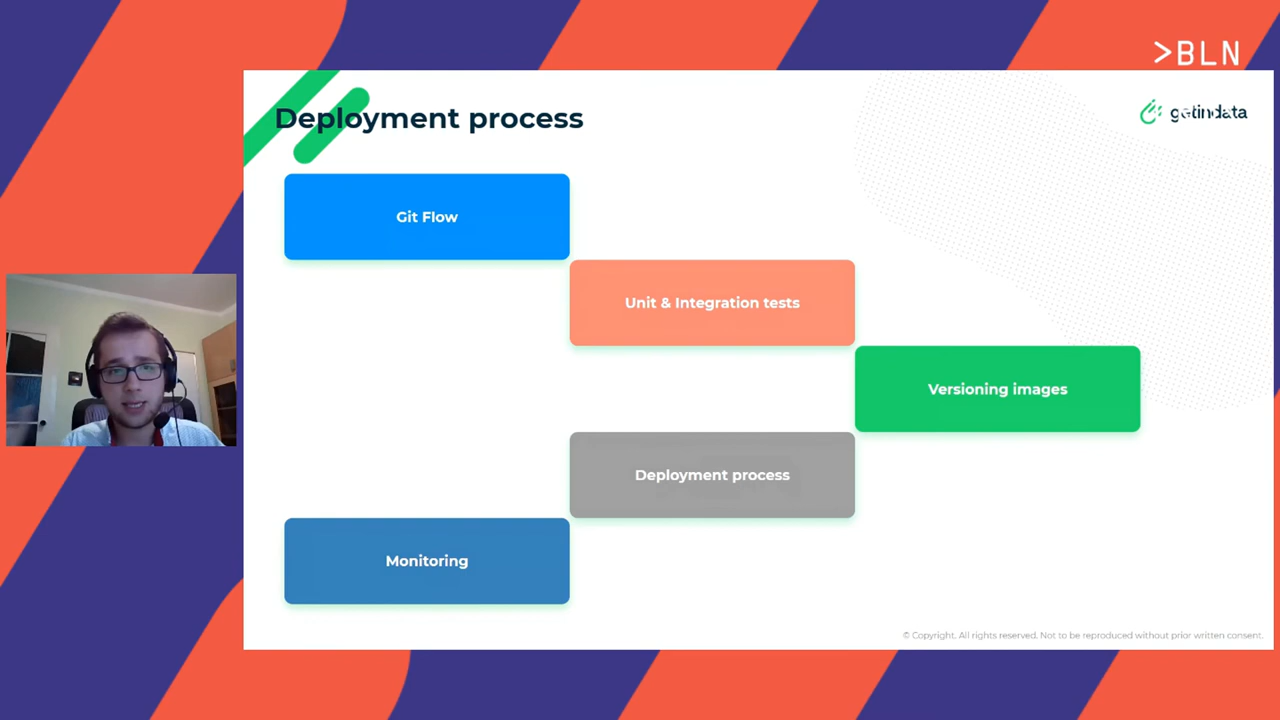 >BLN
Deployment process
getindata
Git Flow
Unit & Integration tests
Versioning images
Deployment process
Monitoring
© Copyright. All rights reserved. Not to be reproduced without prior written consent.